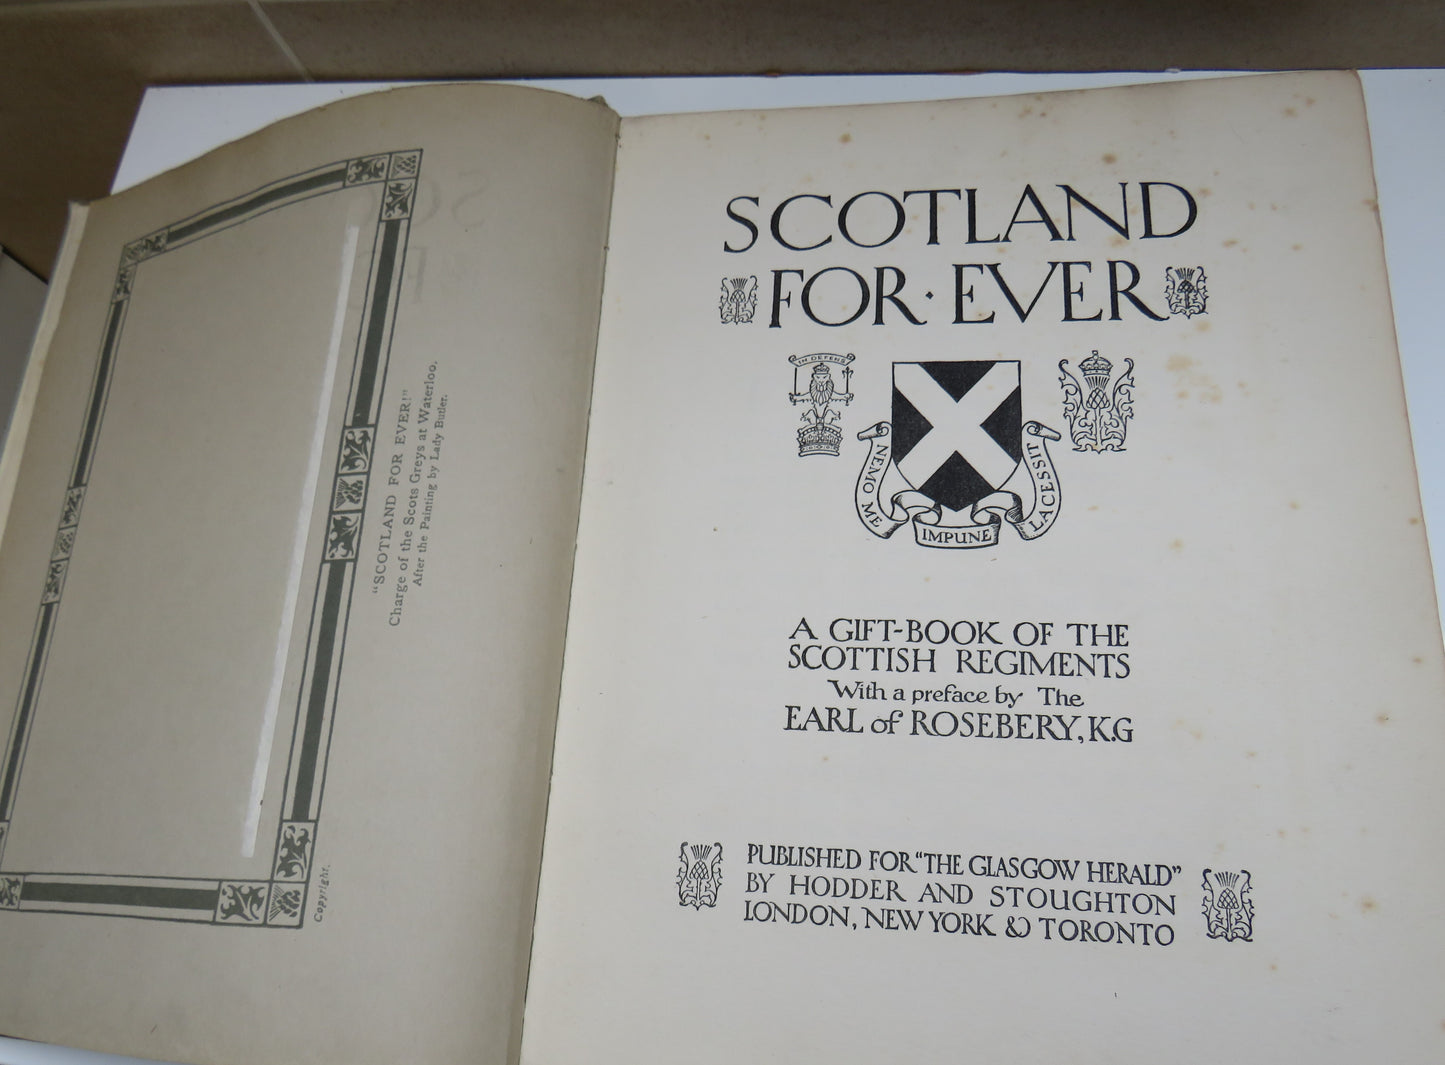 "SCOTLAND FOR EVER!"
Charge of the Scots Greys at Waterloo.
After the Painting by Lady Butler.
Copyright.
SCOTLAND
FOR · EVER
IN DEFENS
NEMO ME
IMPUNE
LACESSIT
A GIFT-BOOK OF THE
SCOTTISH REGIMENTS
With a preface by The
EARL of ROSEBERY, K.G
PUBLISHED FOR "THE GLASGOW HERALD"
BY HODDER AND STOUGHTON
LONDON, NEW YORK & TORONTO